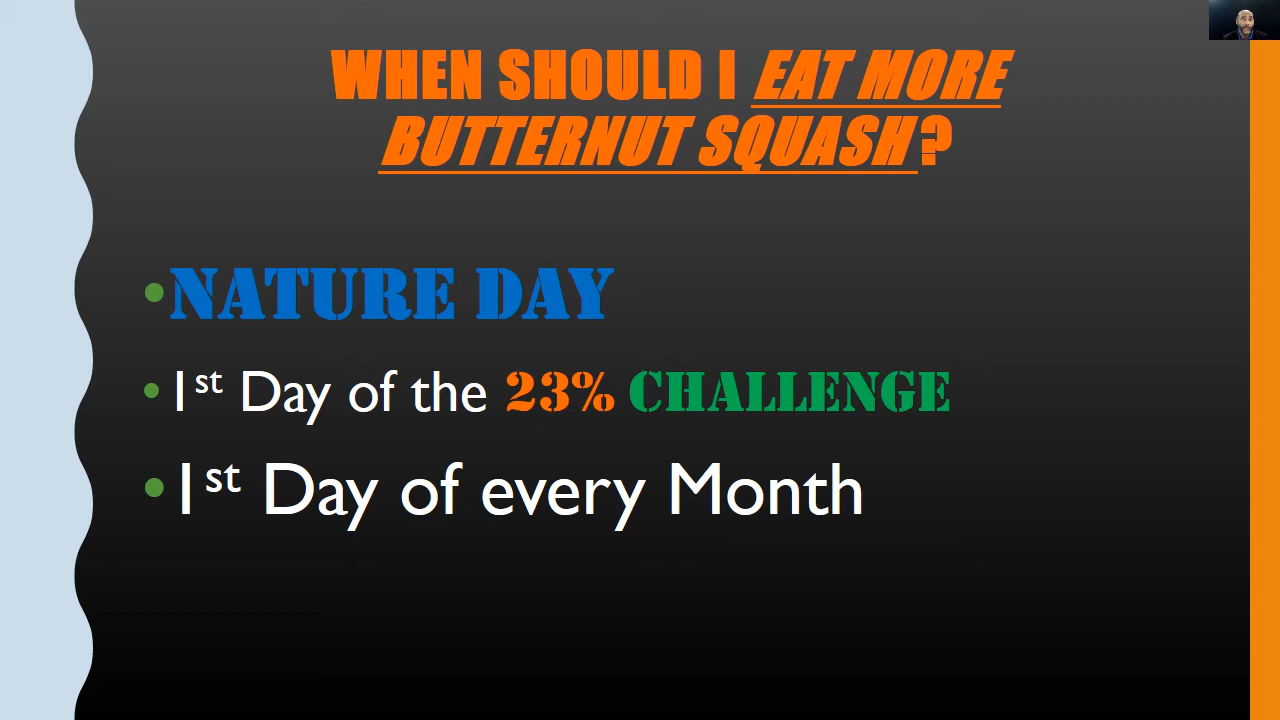 WHEN SHOULD I EAT MORE
BUTTERNUT SQUASH?
•NATURE DAY
•1st Day of the 23% CHALLENGE
•1st Day of every Month